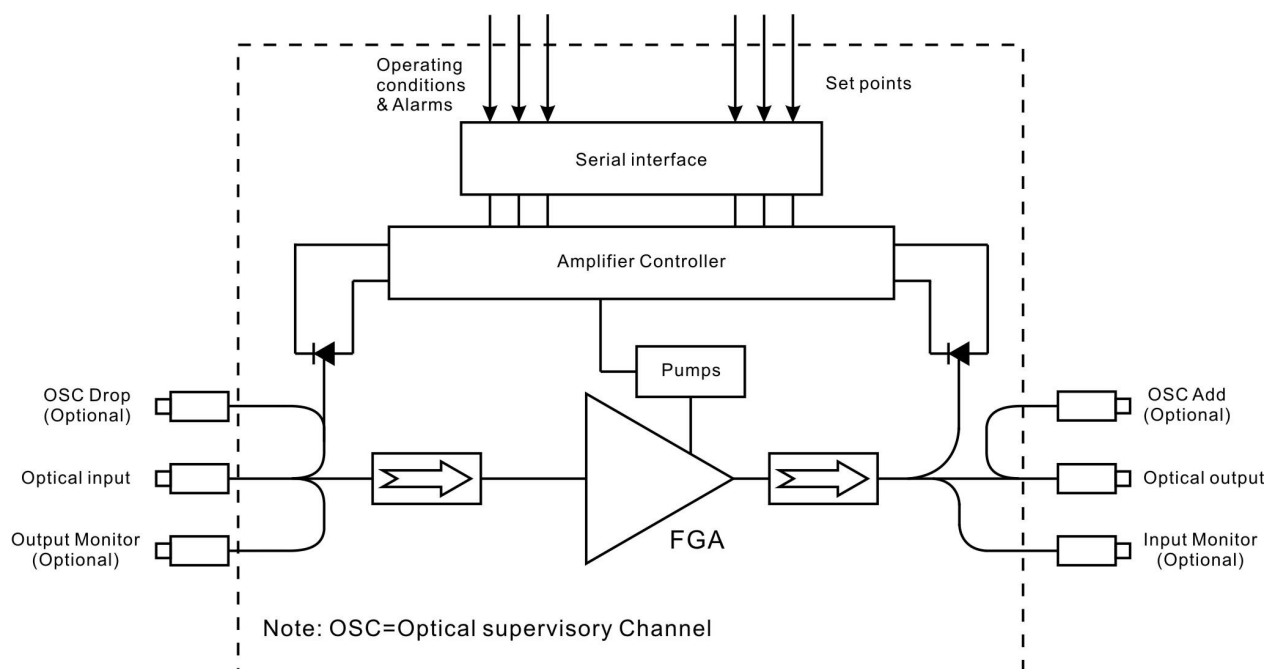 Operating
conditions
& Alarms
Set points
Serial interface
Amplifier Controller
Pumps
OSC Drop
(Optional)
OSC Add
(Optional)
Optical input
Optical output
FGA
Output Monitor
(Optional)
Input Monitor
(Optional)
Note: OSC=Optical supervisory Channel